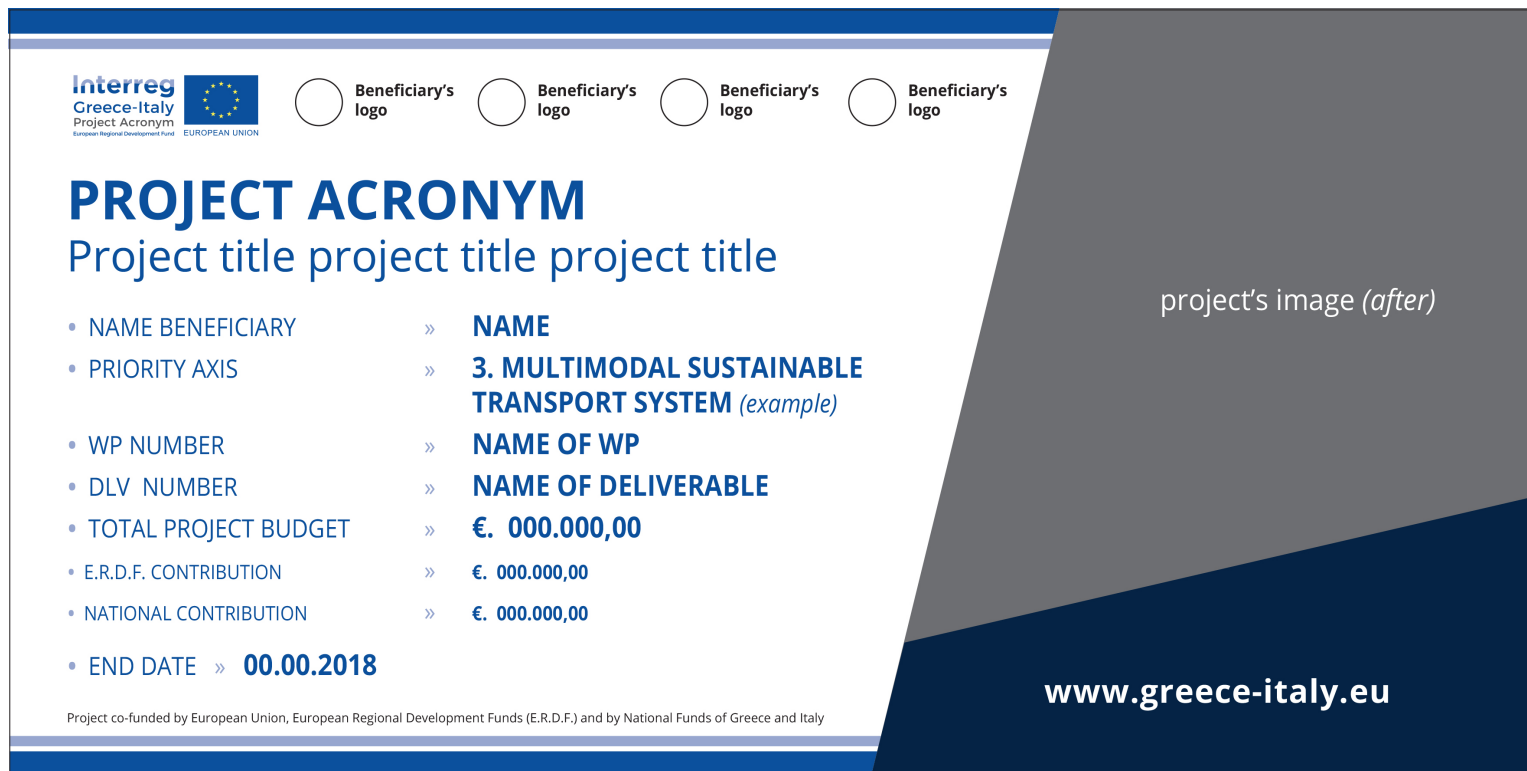 Interreg
Greece-Italy
Project Acronym
European Regional Development Fund
EUROPEAN UNION
Beneficiary’s
logo
Beneficiary’s
logo
Beneficiary’s
logo
Beneficiary’s
logo
PROJECT ACRONYM
Project title project title project title
• NAME BENEFICIARY » NAME
• PRIORITY AXIS » 3. MULTIMODAL SUSTAINABLE
TRANSPORT SYSTEM (example)
• WP NUMBER » NAME OF WP
• DLV NUMBER » NAME OF DELIVERABLE
• TOTAL PROJECT BUDGET » €. 000.000,00
• E.R.D.F. CONTRIBUTION » €. 000.000,00
• NATIONAL CONTRIBUTION » €. 000.000,00
• END DATE » 00.00.2018
Project co-funded by European Union, European Regional Development Funds (E.R.D.F.) and by National Funds of Greece and Italy
project’s image (after)
www.greece-italy.eu